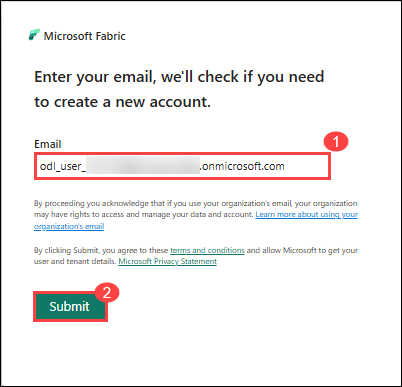 Microsoft Fabric
Enter your email, we'll check if you need
to create a new account.
Email
1
odl_user_ .onmicrosoft.com
By proceeding you acknowledge that if you use your organization's email, your organization
may have rights to access and manage your data and account. Learn more about using your
organization's email
By clicking Submit, you agree to these terms and conditions and allow Microsoft to get your
user and tenant details. Microsoft Privacy Statement
2
Submit